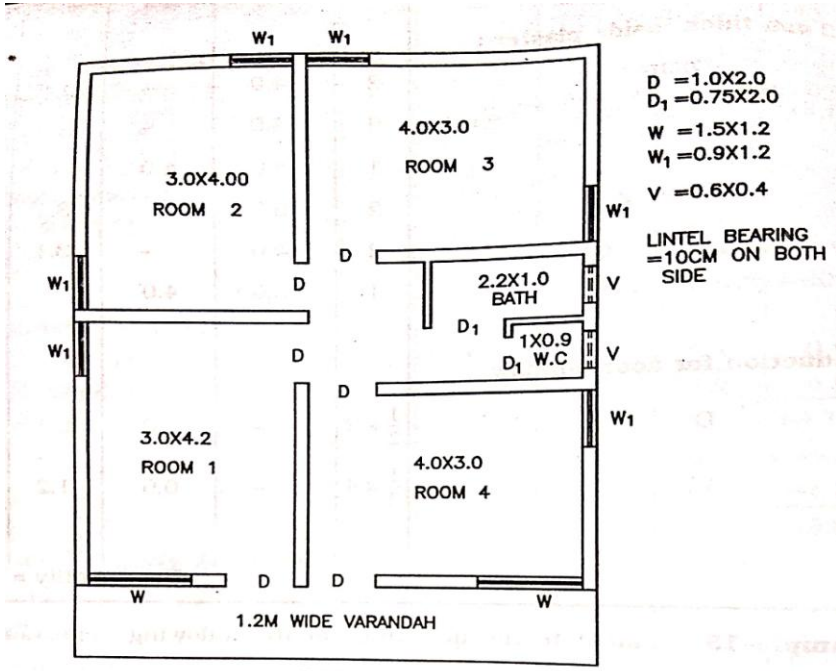 W1 W1
D =1.0X2.0
D1 =0.75X2.0
W =1.5X1.2
W1 =0.9X1.2
V =0.6X0.4
LINTEL BEARING
=10CM ON BOTH
SIDE
4.0X3.0
ROOM 3
3.0X4.00
ROOM 2
W1
D
D
W1
2.2X1.0
BATH
V
D1
1X0.9
W.C
D1
V
W1
D
D
W1
3.0X4.2
ROOM 1
4.0X3.0
ROOM 4
W
D
D
W
1.2M WIDE VARANDAH